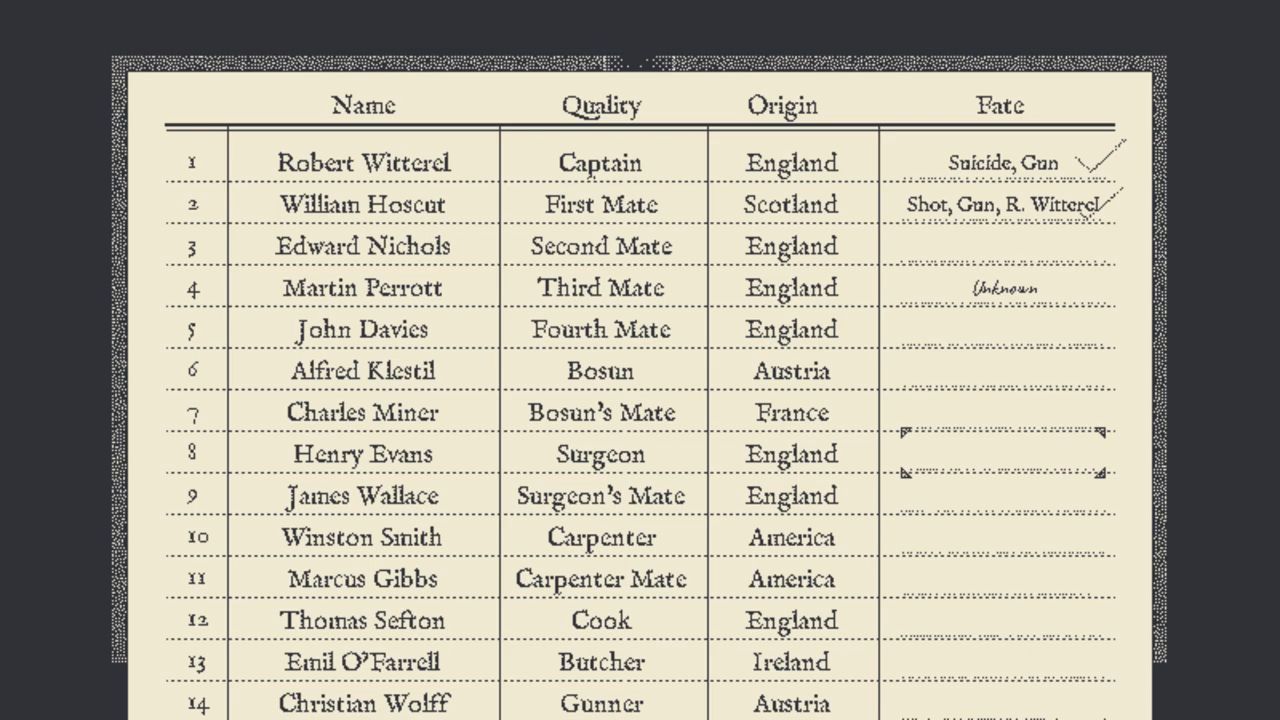 Name Quality Origin Fate
1 Robert Witterel Captain England Suicide, Gun
2 William Hoscut First Mate Scotland Shot, Gun, R. Witterel
3 Edward Nichols Second Mate England
4 Martin Perrott Third Mate England Unknown
5 John Davies Fourth Mate England
6 Alfred Klestil Bosun Austria
7 Charles Miner Bosun's Mate France
8 Henry Evans Surgeon England
9 James Wallace Surgeon's Mate England
10 Winston Smith Carpenter America
11 Marcus Gibbs Carpenter Mate America
12 Thomas Sefton Cook England
13 Emil O'Farrell Butcher Ireland
14 Christian Wolff Gunner Austria